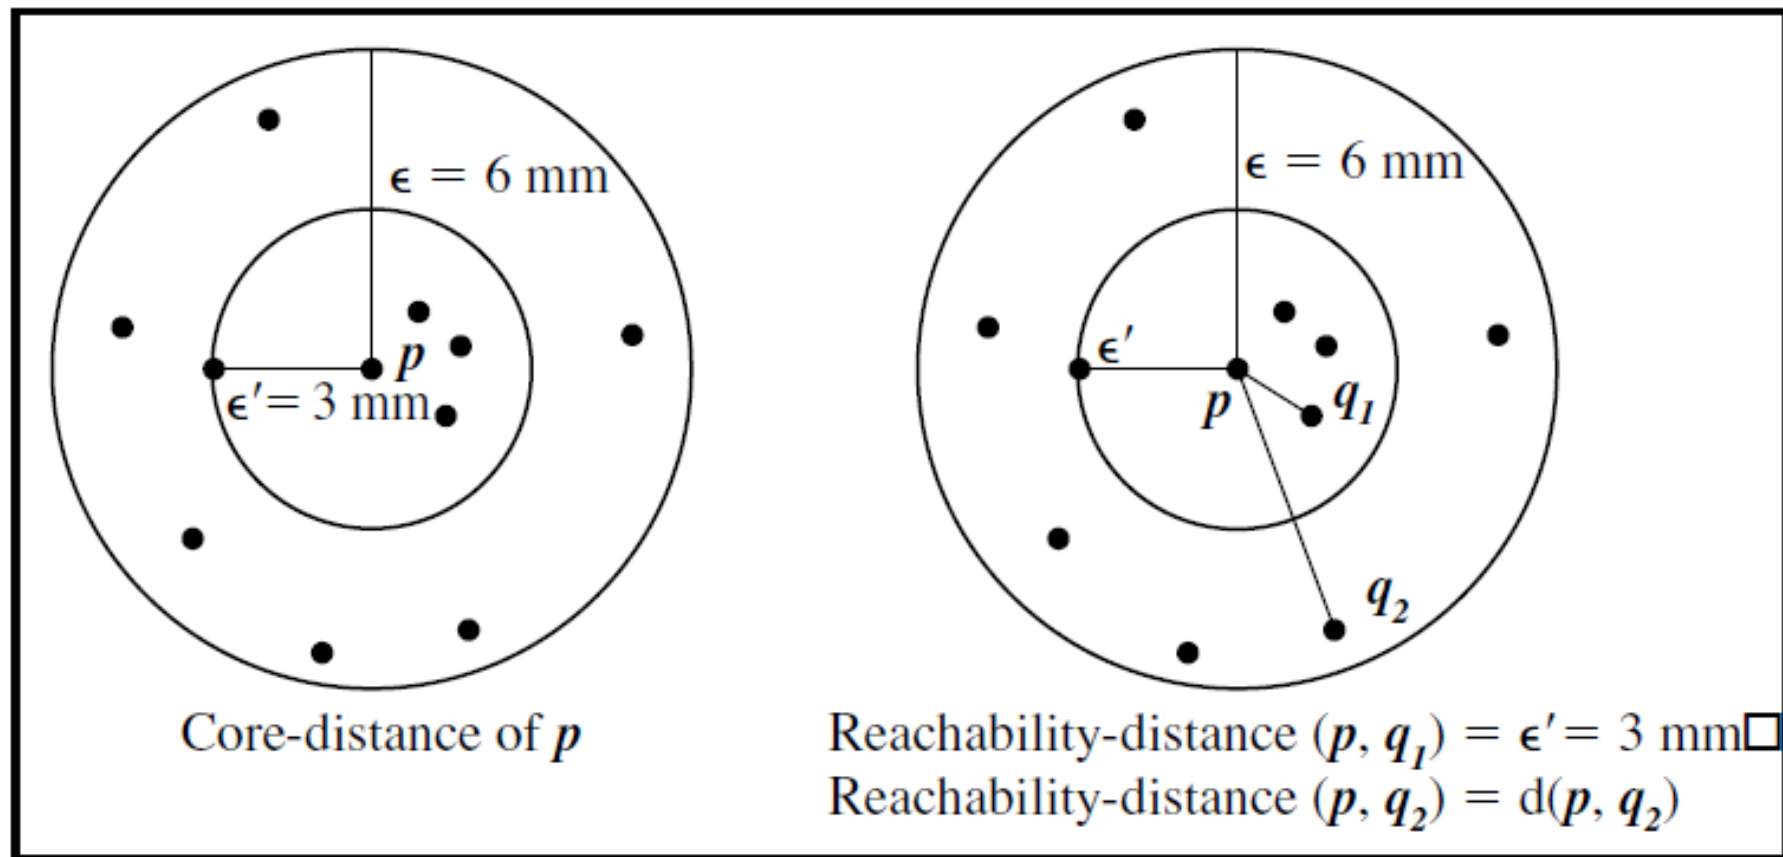 ϵ = 6 mm
p
ϵ′= 3 mm
Core-distance of p
ϵ = 6 mm
ϵ′
p
q₁
q₂
Reachability-distance (p, q₁) = ϵ′= 3 mm□
Reachability-distance (p, q₂) = d(p, q₂)